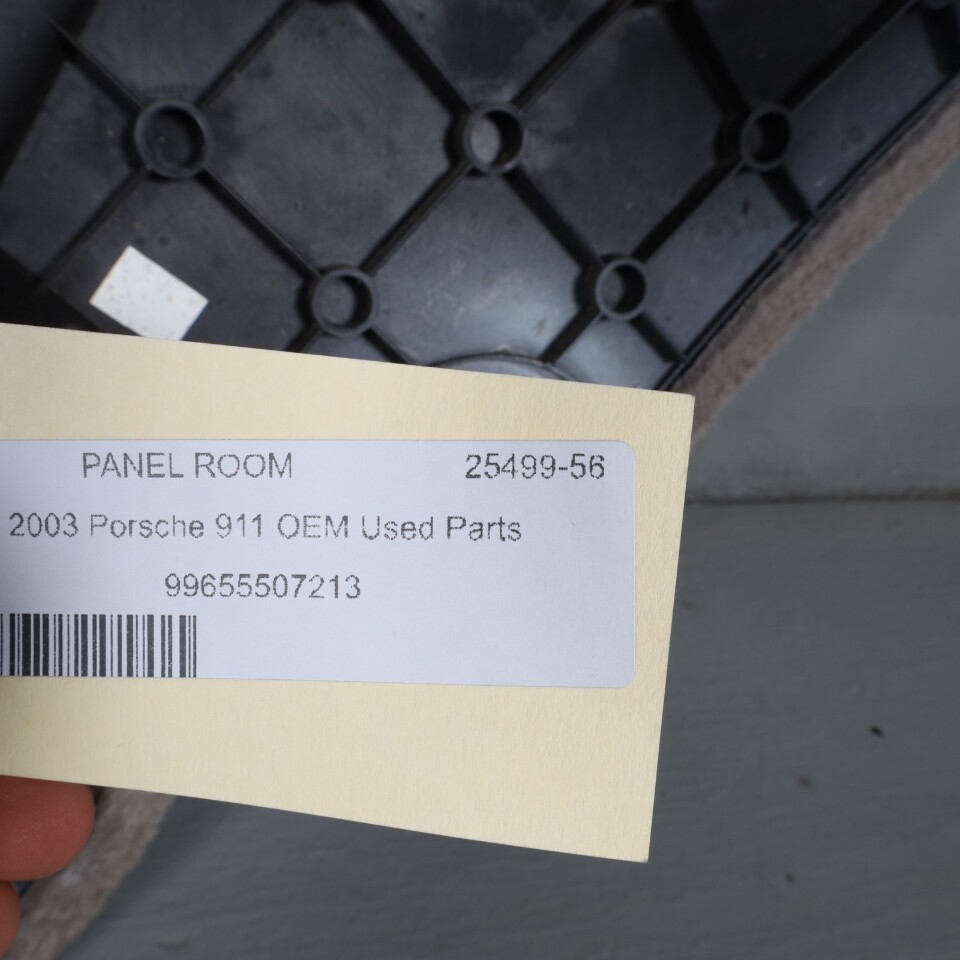 PANEL ROOM 25499-56
2003 Porsche 911 OEM Used Parts
99655507213